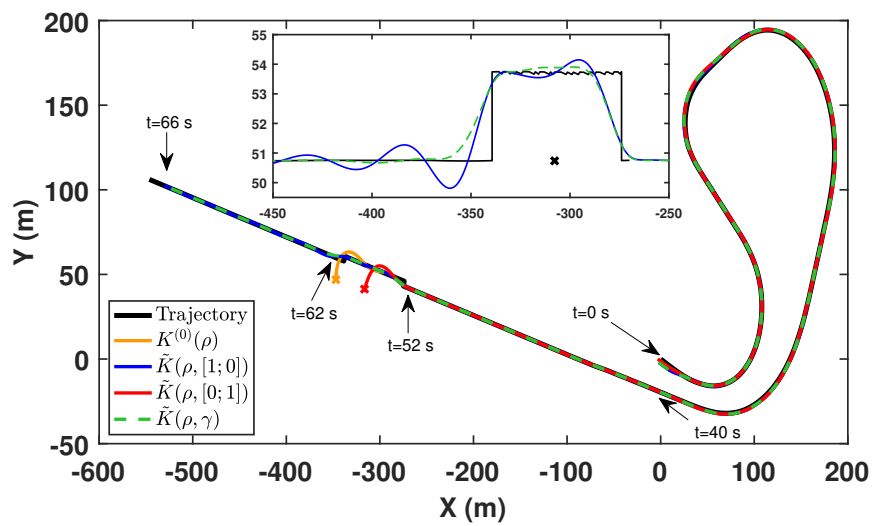 200
150
100
50
0
-50
Y (m)
-600
-500
-400
-300
-200
-100
0
100
200
X (m)
55
54
53
52
51
50
-450
-400
-350
-300
-250
t=66 s
t=62 s
t=52 s
t=0 s
t=40 s
Trajectory
K^{(0)}(ρ)
K̃(ρ, [1; 0])
K̃(ρ, [0; 1])
K̃(ρ, γ)